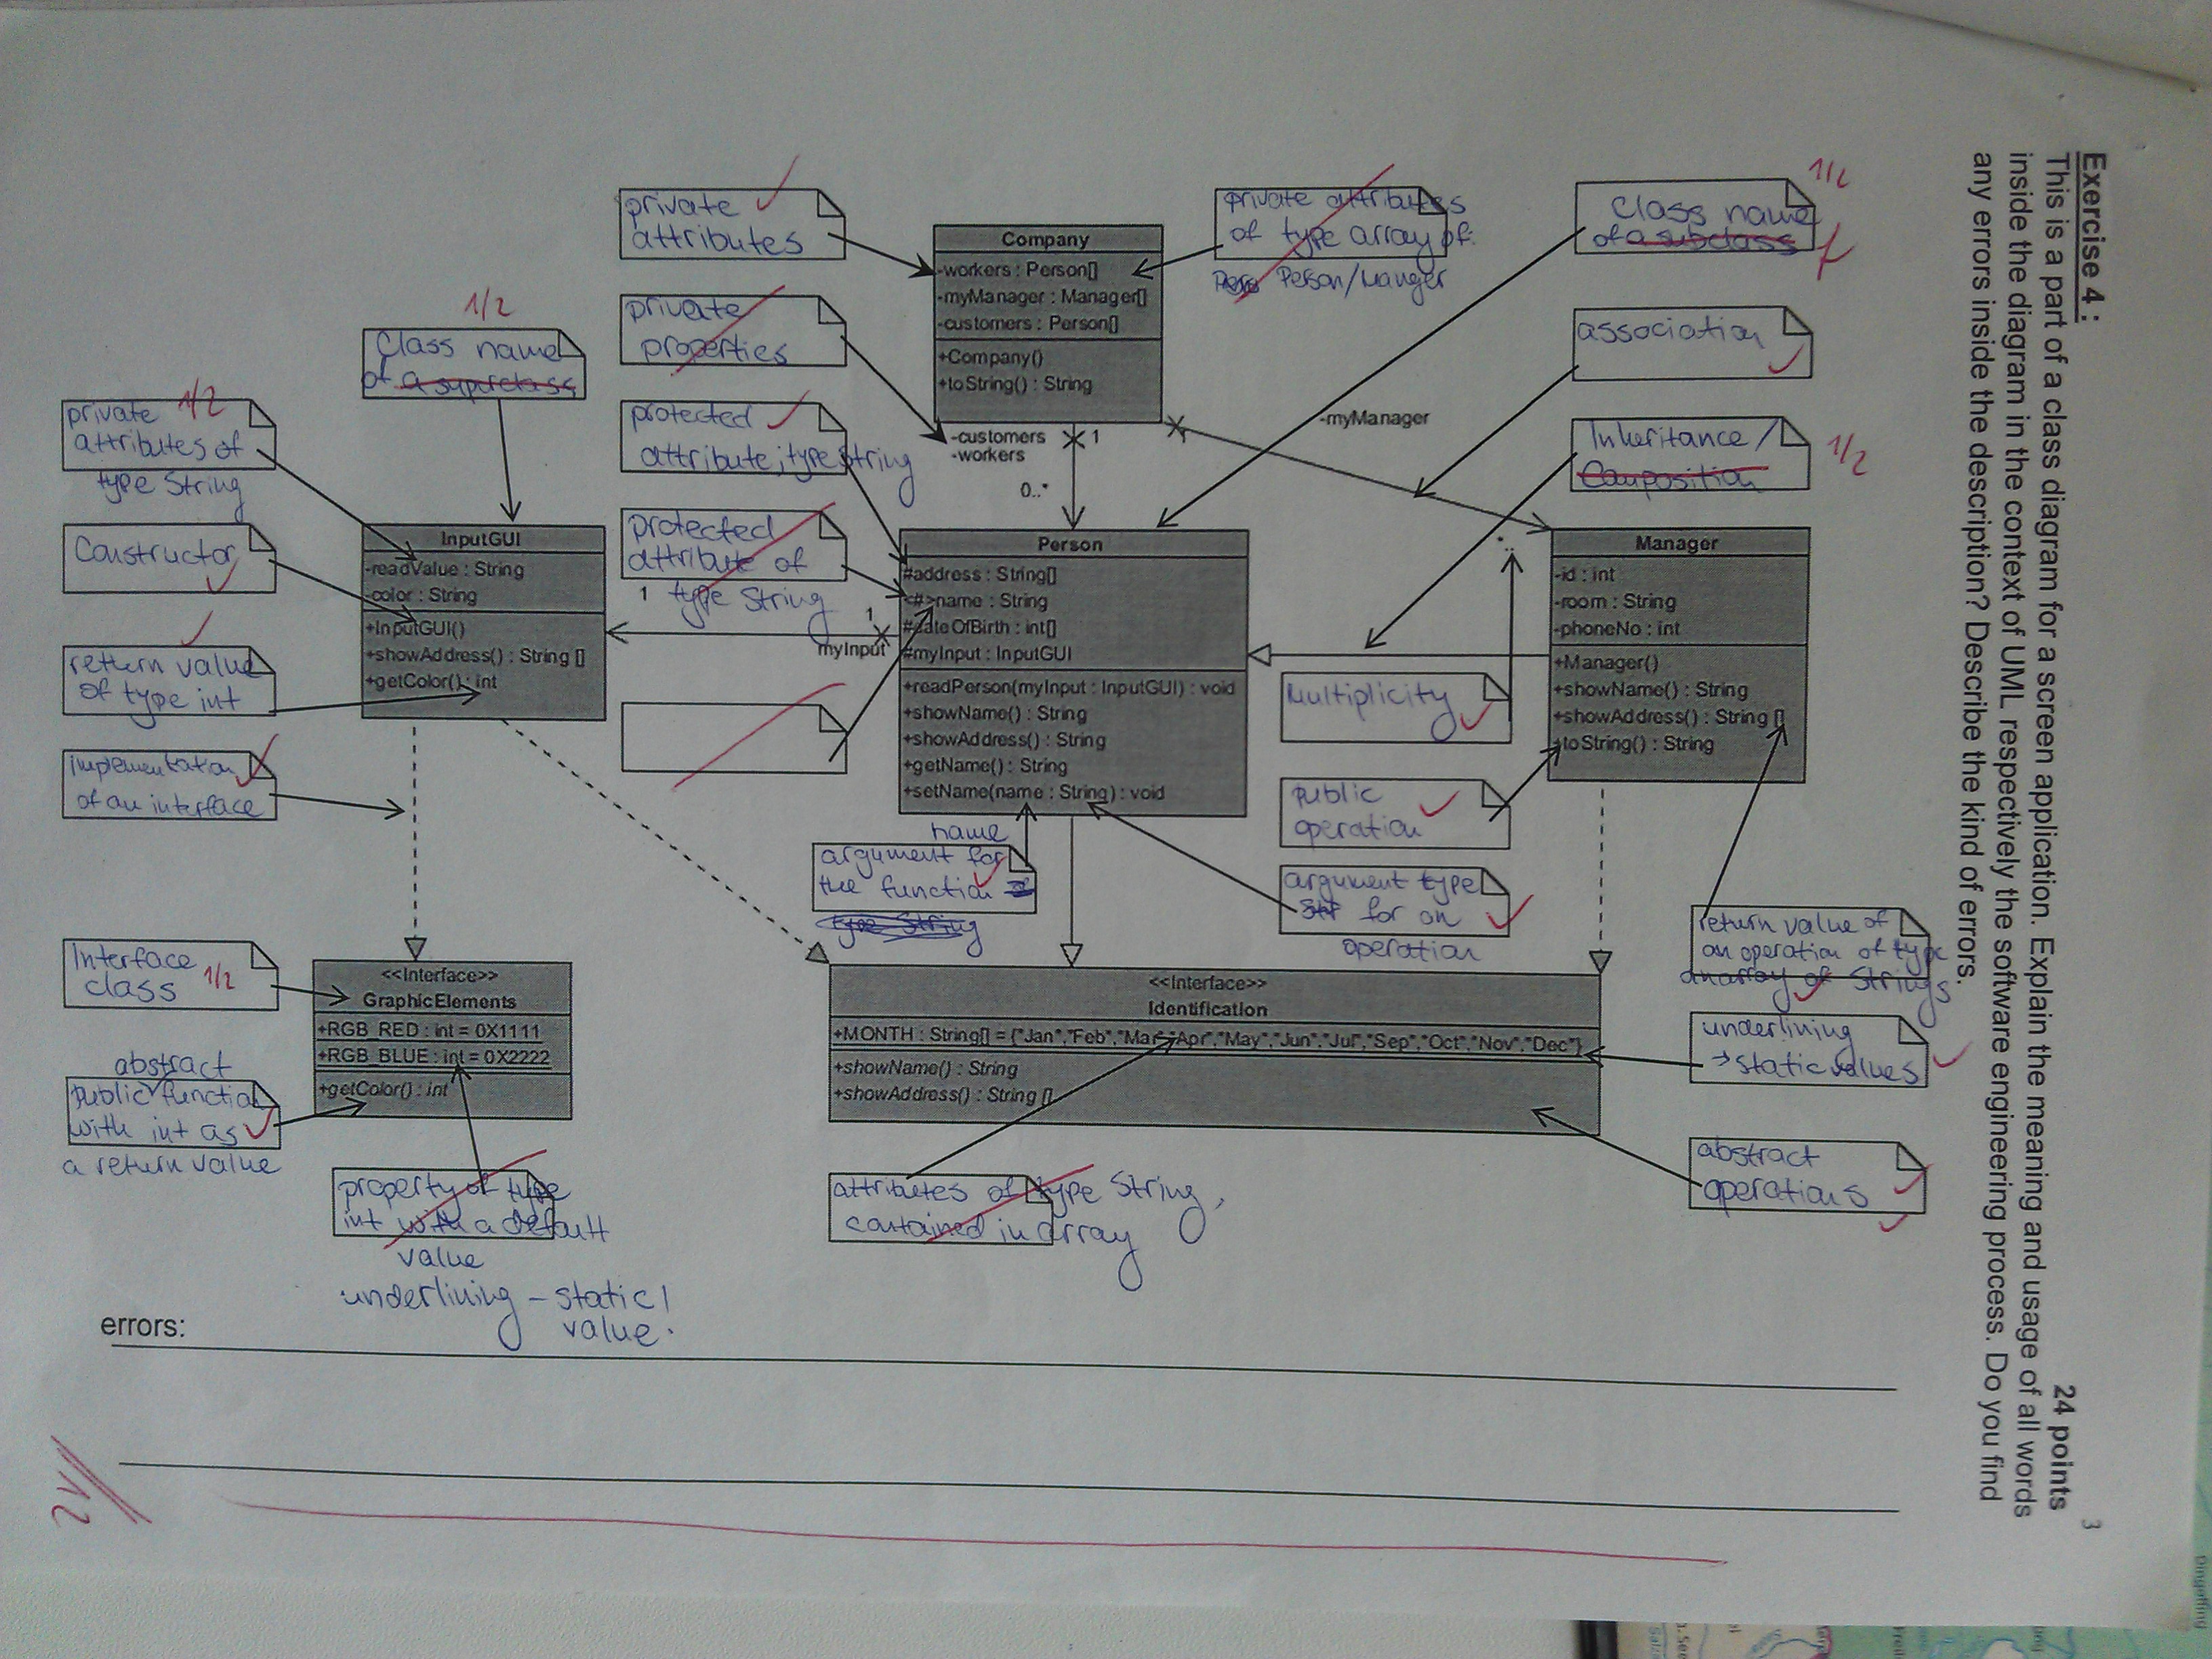 Exercise 4 :
24 points
This is a part of a class diagram for a screen application. Explain the meaning and usage of all words
inside the diagram in the context of UML respectively the software engineering process. Do you find
any errors inside the description? Describe the kind of errors.
3
private
attributes
private
properties
protected
attribute; type String
protected
attribute of
type String
Company
-workers : Person[]
-myManager : Manager[]
-customers : Person[]
+Company()
+toString() : String
private attributes
of type array of
Person/Manger
1/2
Class name
of a subclass
f
association
Inheritance /
Composition
1/2
-customers
-workers
1
0..*
1
-myManager
*..
1/2
Class name
of a superclass
private 1/2
attributes of
type String
Constructor
return value
of type int
implementation
of an interface
InputGUI
-readValue : String
-color : String
+InputGUI()
+showAddress() : String []
+getColor() : int
1
1
myInput
Person
#address : String[]
<#>name : String
#dateOfBirth : int[]
#myInput : InputGUI
+readPerson(myInput : InputGUI) : void
+showName() : String
+showAddress() : String
+getName() : String
+setName(name : String) : void
Manager
-id : int
-room : String
-phoneNo : int
+Manager()
+showName() : String
+showAddress() : String []
+toString() : String
Multiplicity
public
operation
argument type
for an
operation
name
argument for
the function
type String
return value of
an operation of type
an array of Strings
underlining
→ static values
abstract
operations
Interface
class 1/2
abstract
public function
with int as
a return value
<<Interface>>
GraphicElements
+RGB_RED : int = 0X1111
+RGB_BLUE : int = 0X2222
+getColor() : int
<<Interface>>
Identification
+MONTH : String[] = {"Jan","Feb","Mar","Apr","May","Jun","Jul","Sep","Oct","Nov","Dec"}
+showName() : String
+showAddress() : String []
property of type
int with a default
value
underlining – static!
value.
attributes of type String,
contained in array
errors:
12